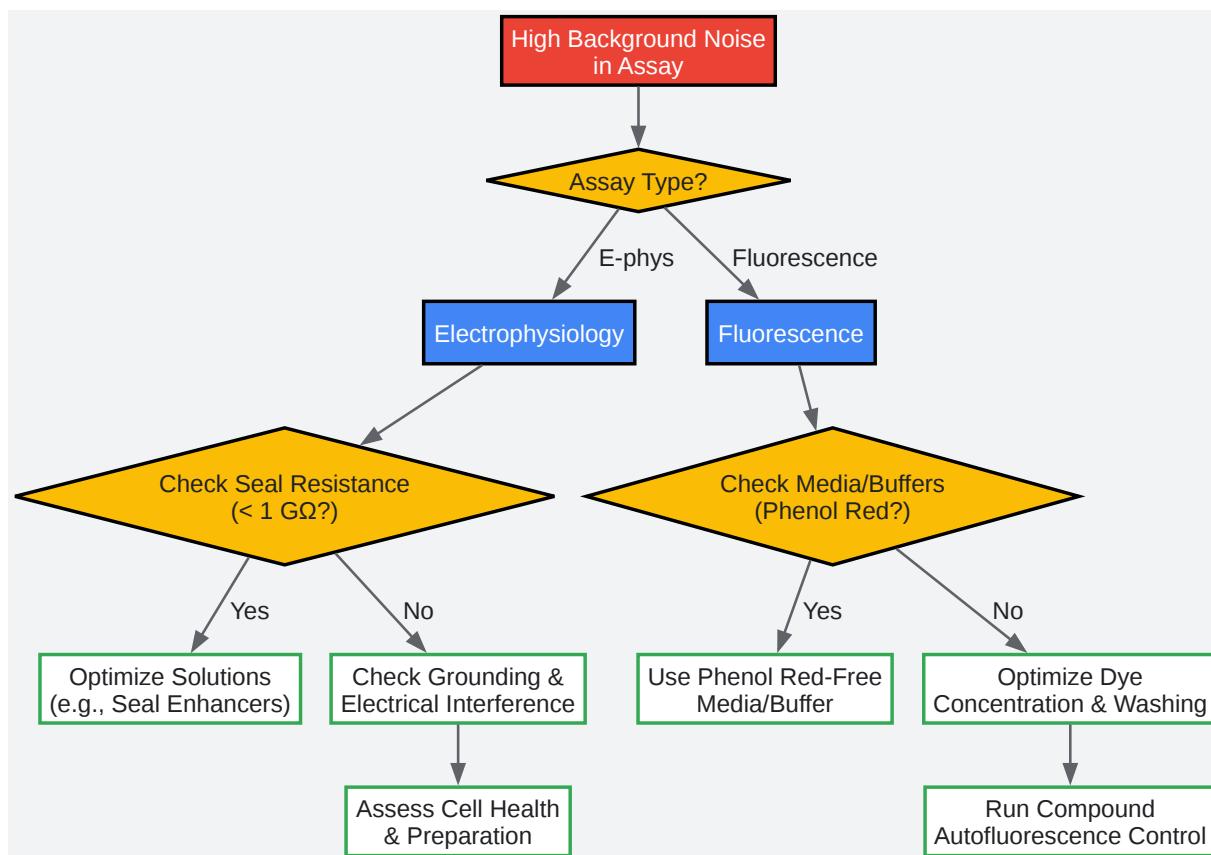 High Background Noise
in Assay
Assay Type?
E-phys
Fluorescence
Electrophysiology
Fluorescence
Check Seal Resistance
(< 1 GΩ?)
Check Media/Buffers
(Phenol Red?)
Yes
No
Yes
No
Optimize Solutions
(e.g., Seal Enhancers)
Check Grounding &
Electrical Interference
Use Phenol Red-Free
Media/Buffer
Optimize Dye
Concentration & Washing
Assess Cell Health
& Preparation
Run Compound
Autofluorescence Control